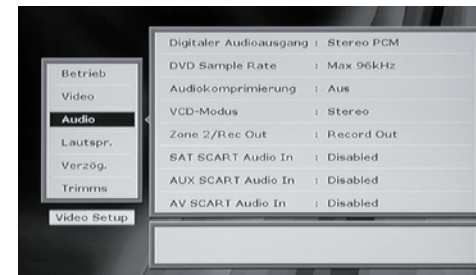 Betrieb
Video
Audio
Lautspr.
Verzög.
Trimms
Video Setup
Digitaler Audioausgang : Stereo PCM
DVD Sample Rate : Max 96kHz
Audiokomprimierung : Aus
VCD-Modus : Stereo
Zone 2/Rec Out : Record Out
SAT SCART Audio In : Disabled
AUX SCART Audio In : Disabled
AV SCART Audio In : Disabled